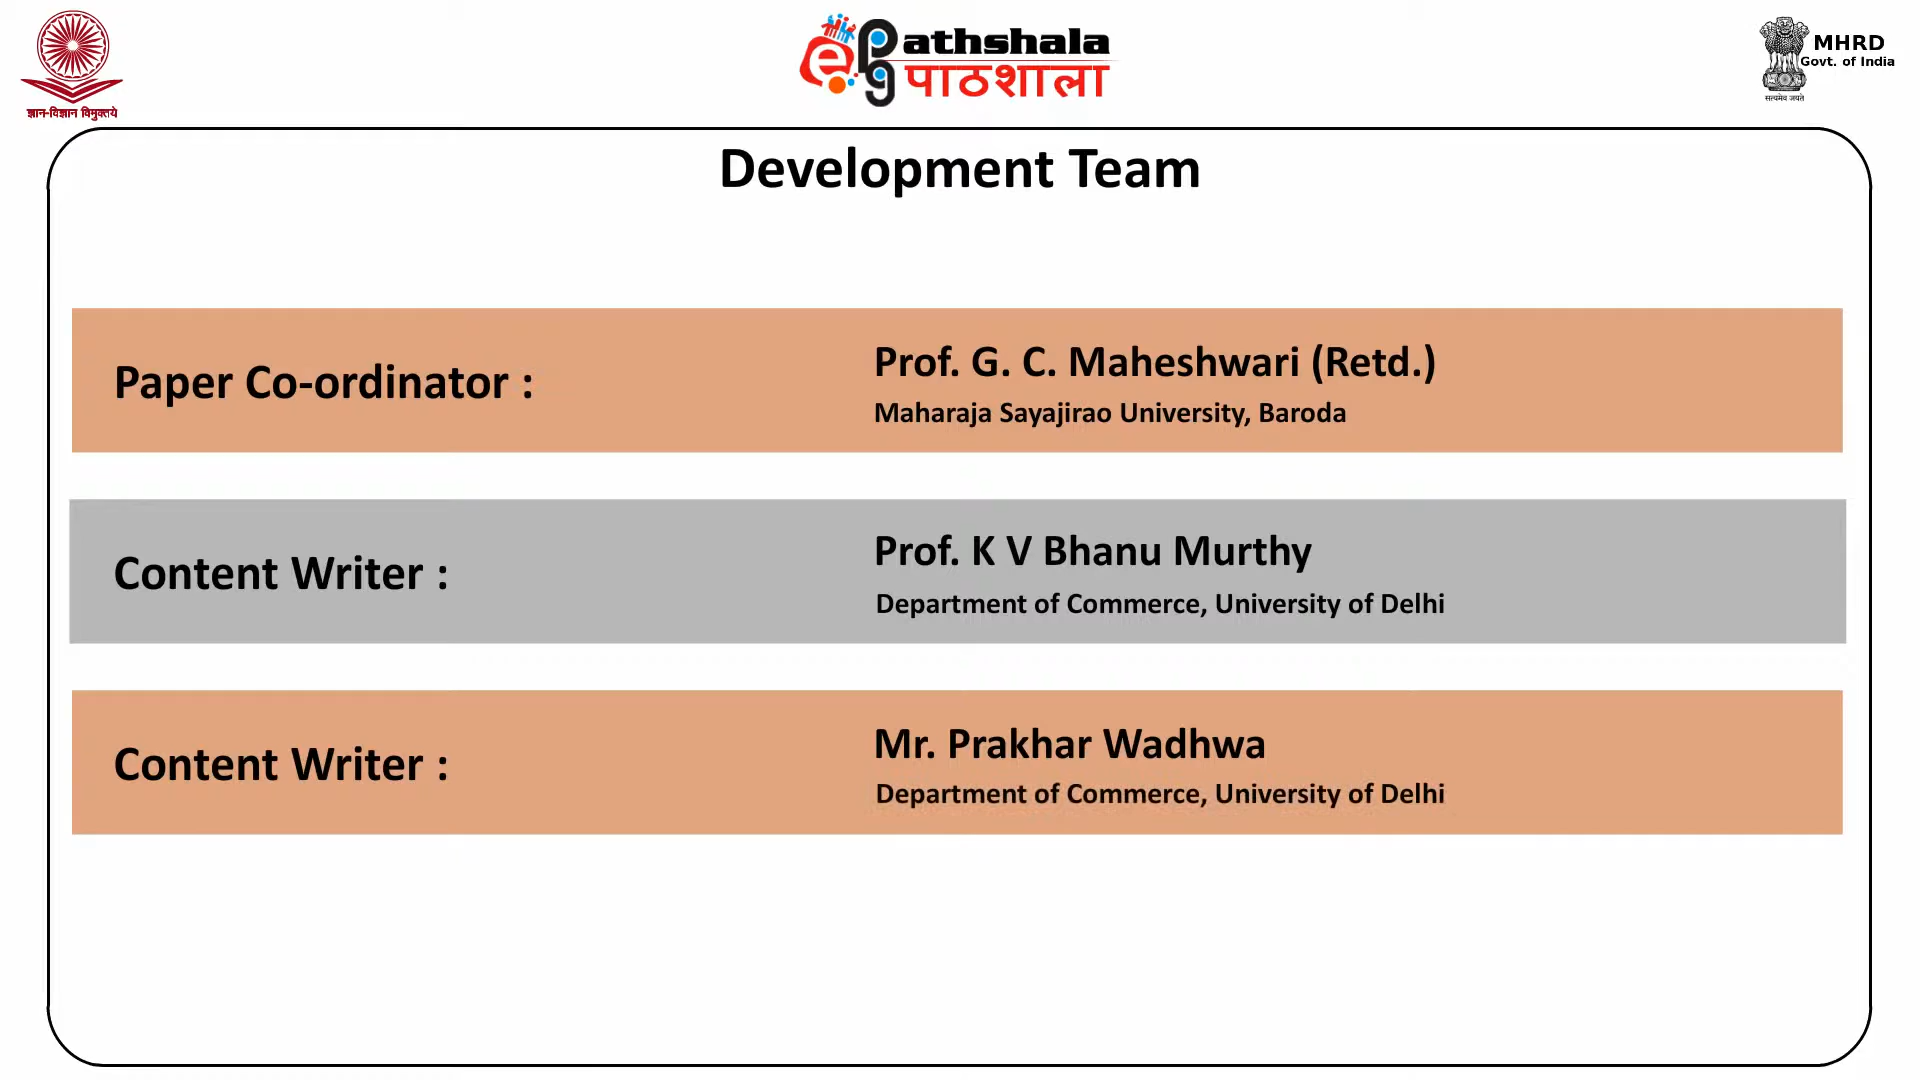 ज्ञान-विज्ञान विमुक्तये
e
pg
athshala
पाठशाला
MHRD
Govt. of India
सत्यमेव जयते
Development Team
Paper Co-ordinator :
Prof. G. C. Maheshwari (Retd.)
Maharaja Sayajirao University, Baroda
Content Writer :
Prof. K V Bhanu Murthy
Department of Commerce, University of Delhi
Content Writer :
Mr. Prakhar Wadhwa
Department of Commerce, University of Delhi